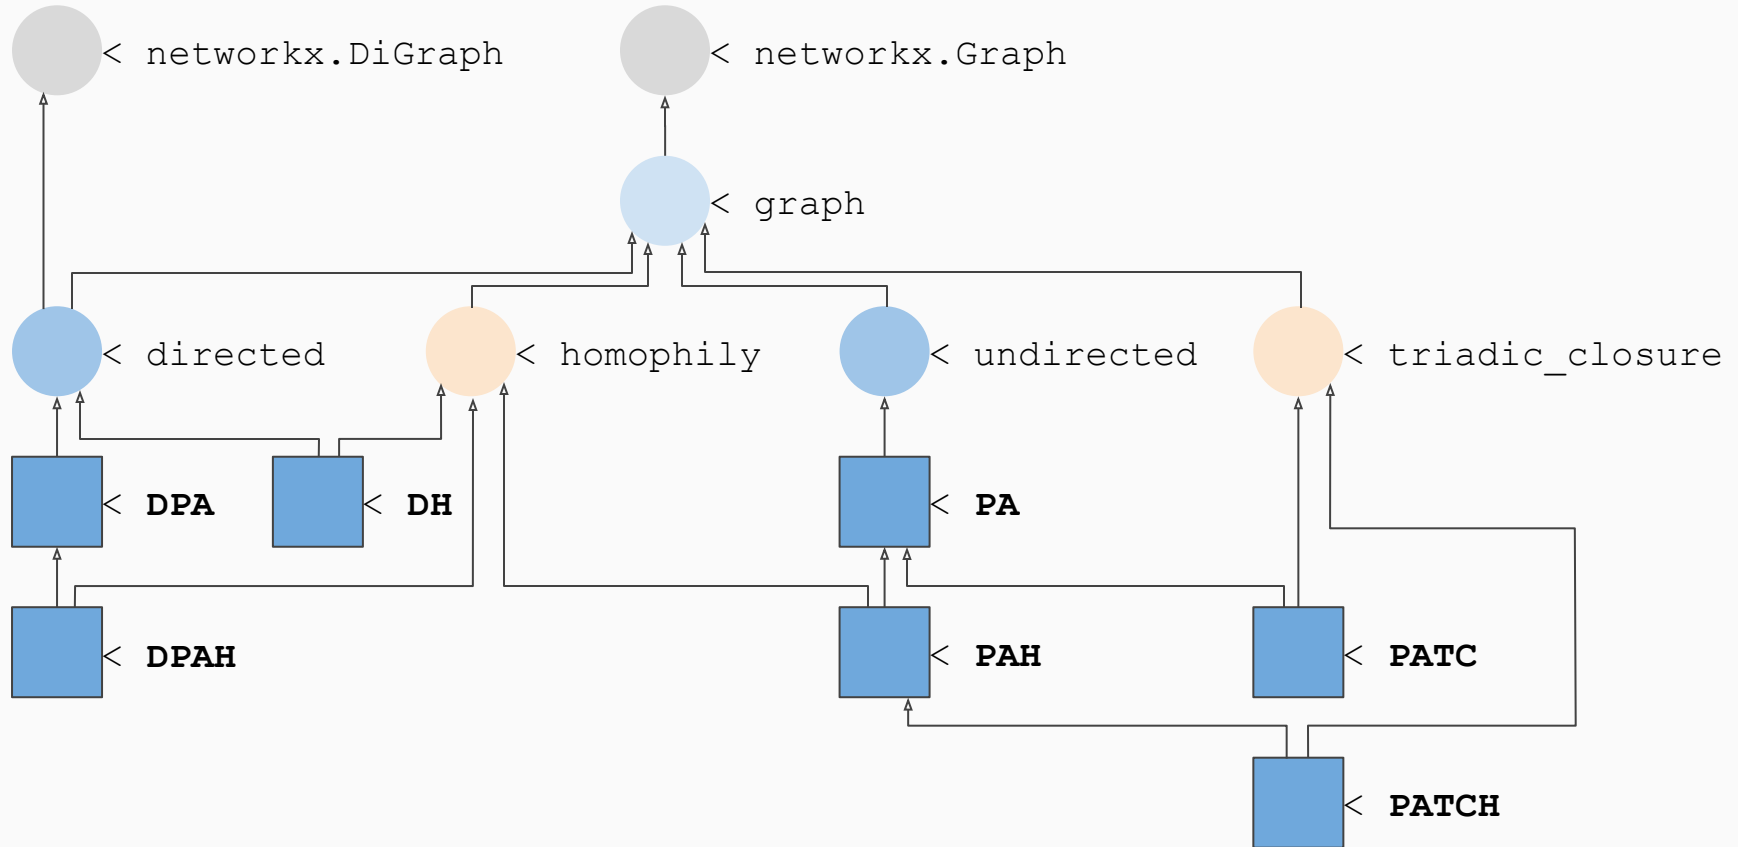 < networkx.DiGraph
< networkx.Graph
< graph
< directed
< homophily
< undirected
< triadic_closure
< DPA
< DH
< PA
< DPAH
< PAH
< PATC
< PATCH